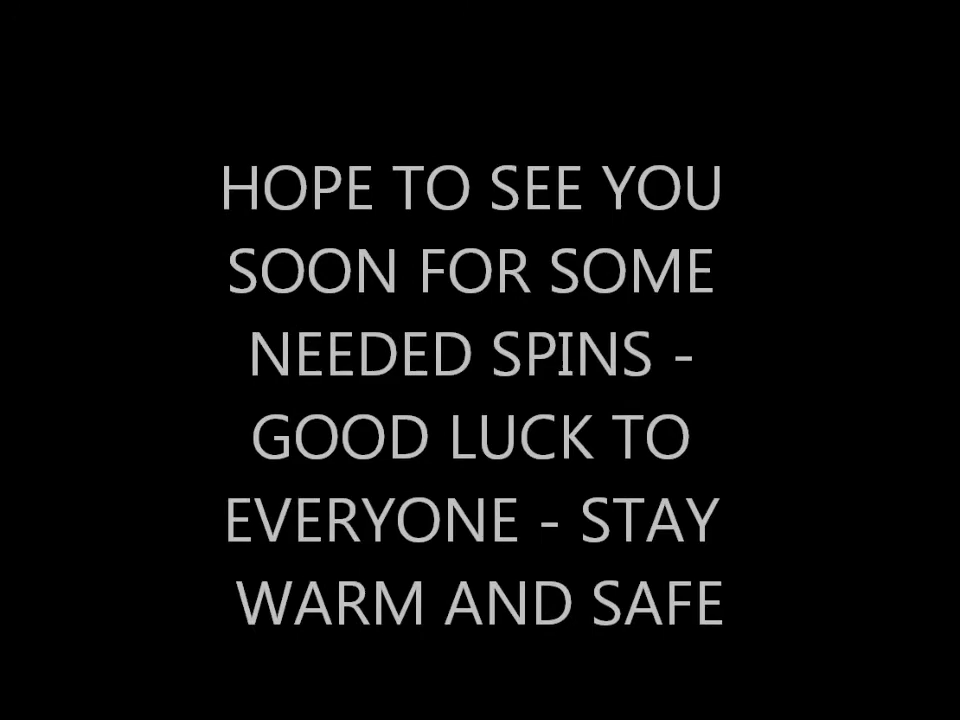 HOPE TO SEE YOU
SOON FOR SOME
NEEDED SPINS -
GOOD LUCK TO
EVERYONE - STAY
WARM AND SAFE